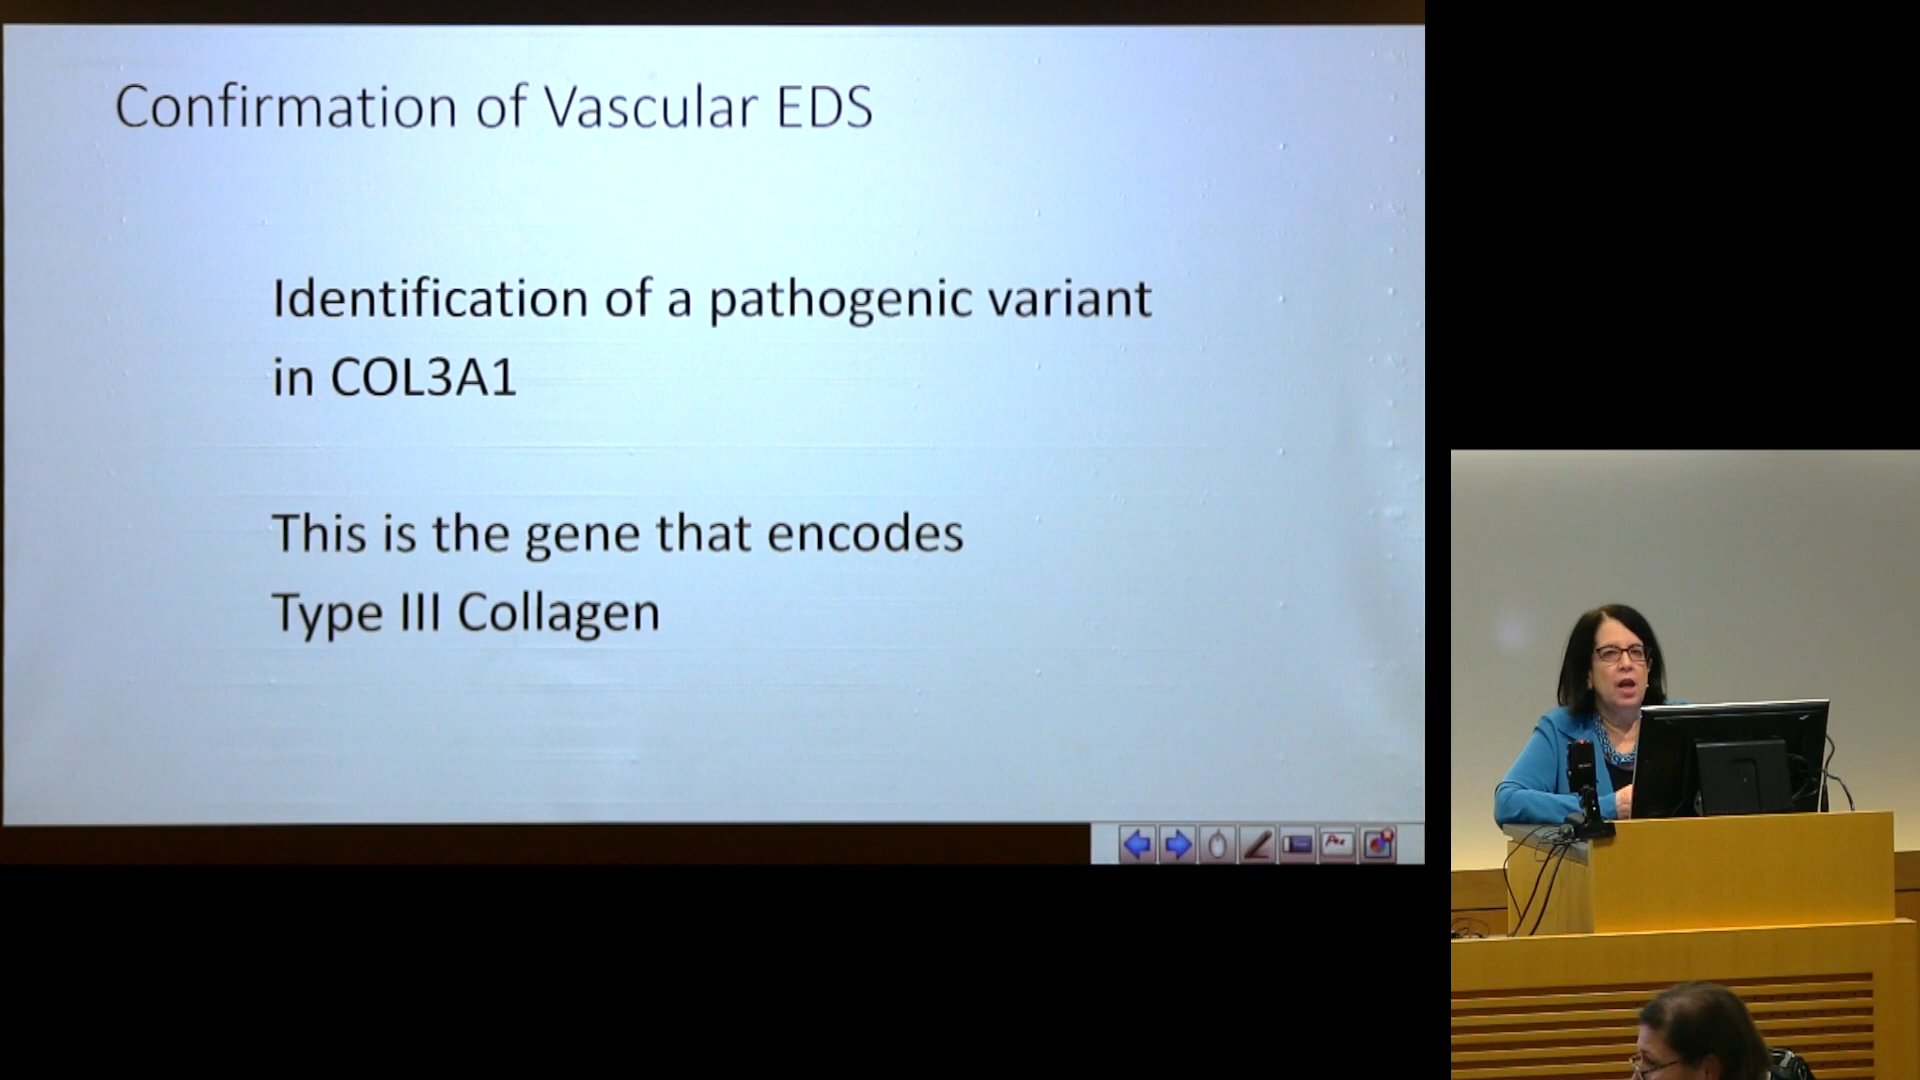 Confirmation of Vascular EDS
Identification of a pathogenic variant
in COL3A1
This is the gene that encodes
Type III Collagen